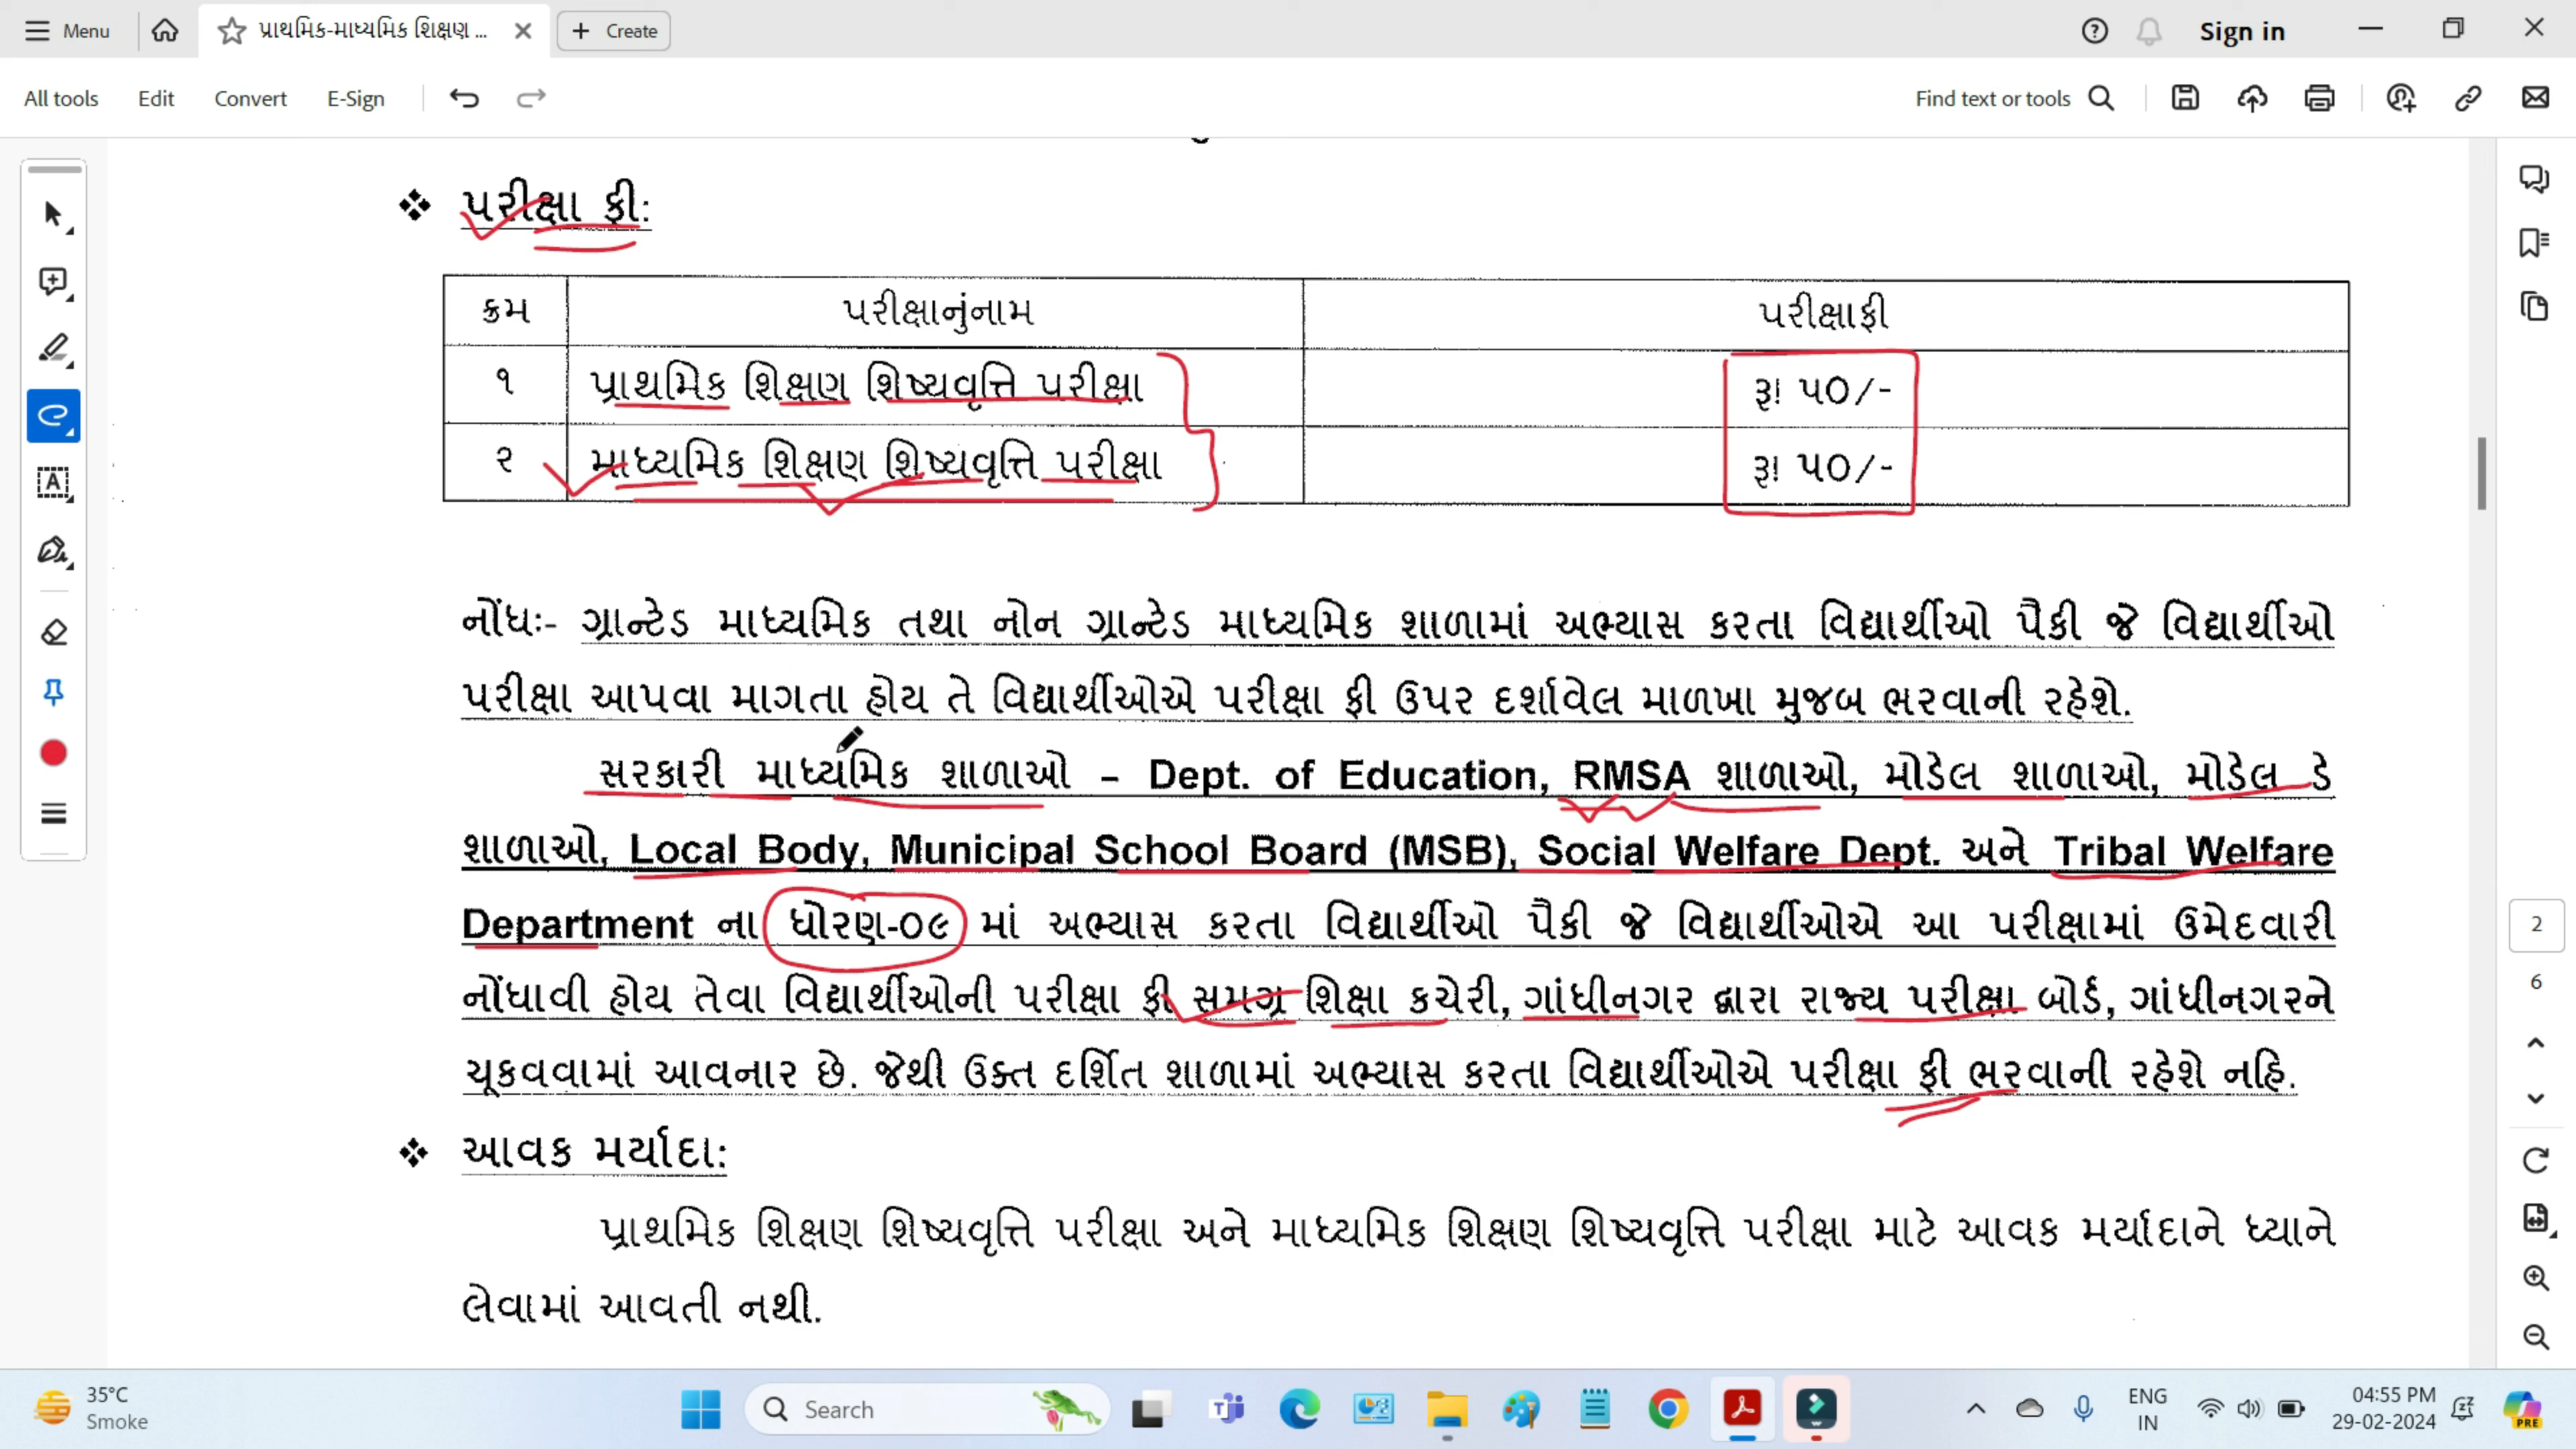 Menu
પ્રાથમિક-માધ્યમિક શિક્ષણ ...
Create
Sign in
All tools
Edit
Convert
E-Sign
Find text or tools
પરીક્ષા ફી:
ક્રમ પરીક્ષાનુંનામ પરીક્ષાફી
૧ પ્રાથમિક શિક્ષણ શિષ્યવૃત્તિ પરીક્ષા રૂ! ૫૦/-
૨ માધ્યમિક શિક્ષણ શિષ્યવૃત્તિ પરીક્ષા રૂ! ૫૦/-
નોંધઃ- ગ્રાન્ટેડ માધ્યમિક તથા નોન ગ્રાન્ટેડ માધ્યમિક શાળામાં અભ્યાસ કરતા વિદ્યાર્થીઓ પૈકી જે વિદ્યાર્થીઓ
પરીક્ષા આપવા માગતા હોય તે વિદ્યાર્થીઓએ પરીક્ષા ફી ઉપર દર્શાવેલ માળખા મુજબ ભરવાની રહેશે.
સરકારી માધ્યમિક શાળાઓ – Dept. of Education, RMSA શાળાઓ, મોડેલ શાળાઓ, મોડેલ ડે
શાળાઓ, Local Body, Municipal School Board (MSB), Social Welfare Dept. અને Tribal Welfare
Department ના ધોરણ-૦૯ માં અભ્યાસ કરતા વિદ્યાર્થીઓ પૈકી જે વિદ્યાર્થીઓએ આ પરીક્ષામાં ઉમેદવારી
નોંધાવી હોય તેવા વિદ્યાર્થીઓની પરીક્ષા ફી સમગ્ર શિક્ષા કચેરી, ગાંધીનગર દ્વારા રાજ્ય પરીક્ષા બોર્ડ, ગાંધીનગરને
ચૂકવવામાં આવનાર છે. જેથી ઉક્ત દર્શિત શાળામાં અભ્યાસ કરતા વિદ્યાર્થીઓએ પરીક્ષા ફી ભરવાની રહેશે નહિ.
આવક મર્યાદા:
પ્રાથમિક શિક્ષણ શિષ્યવૃત્તિ પરીક્ષા અને માધ્યમિક શિક્ષણ શિષ્યવૃત્તિ પરીક્ષા માટે આવક મર્યાદાને ધ્યાને
લેવામાં આવતી નથી.
2
6
35°C
Smoke
Search
ENG
IN
04:55 PM
29-02-2024
PRE